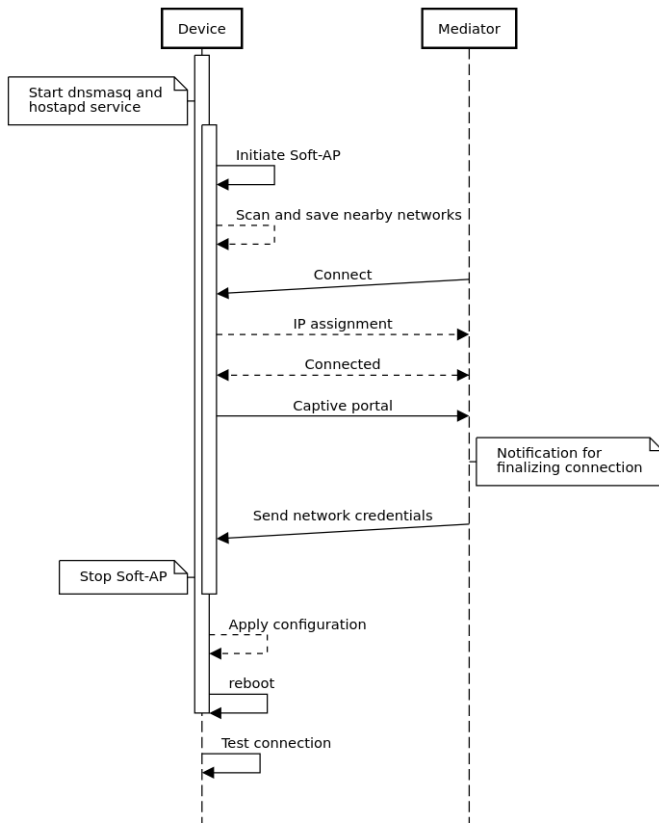 Device
Mediator
Start dnsmasq and
hostapd service
Initiate Soft-AP
Scan and save nearby networks
Connect
IP assignment
Connected
Captive portal
Notification for
finalizing connection
Send network credentials
Stop Soft-AP
Apply configuration
reboot
Test connection